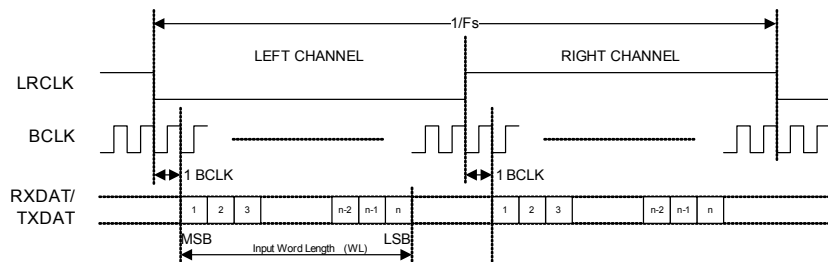 1/Fs
LEFT CHANNEL
RIGHT CHANNEL
LRCLK
BCLK
1 BCLK
1 BCLK
RXDAT/
TXDAT
1 2 3 n-2 n-1 n
1 2 3 n-2 n-1 n
MSB
LSB
Input Word Length (WL)